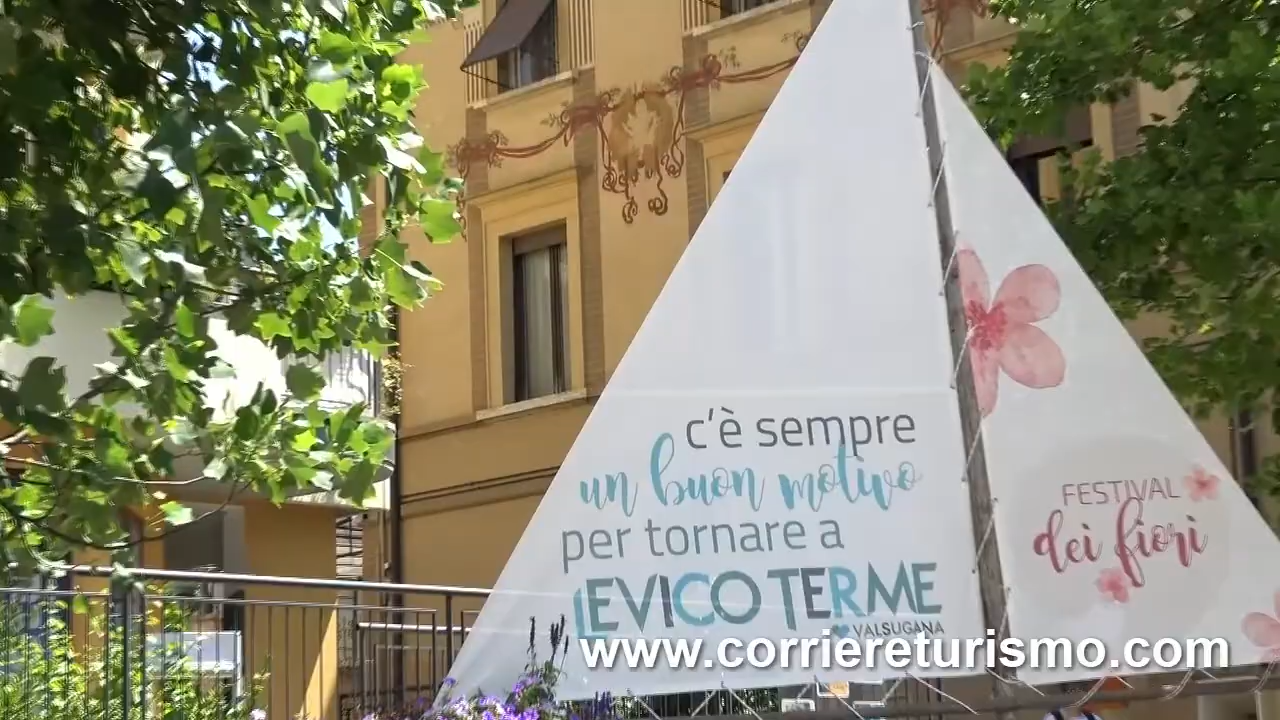 c'è sempre
un buon motivo
per tornare a
LEVICO TERME
VALSUGANA
FESTIVAL
dei fiori
www.corriereturismo.com